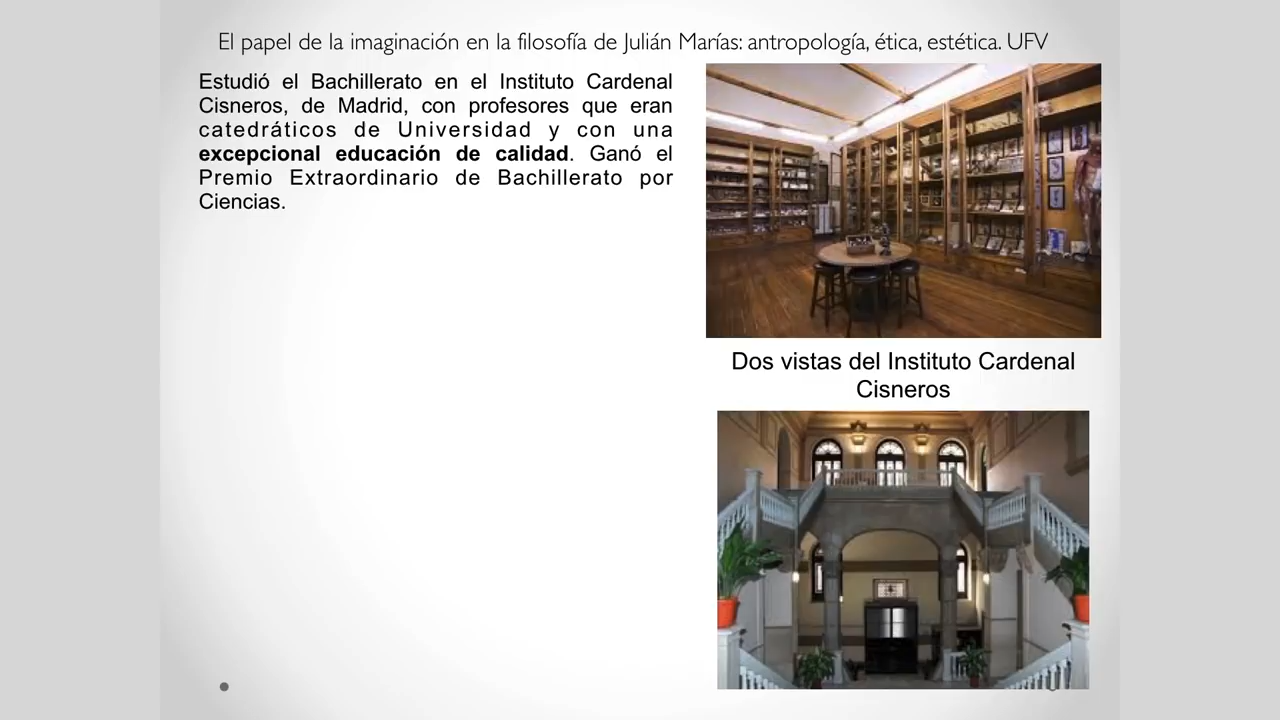 El papel de la imaginación en la filosofía de Julián Marías: antropología, ética, estética. UFV
Estudió el Bachillerato en el Instituto Cardenal
Cisneros, de Madrid, con profesores que eran
catedráticos de Universidad y con una
excepcional educación de calidad. Ganó el
Premio Extraordinario de Bachillerato por
Ciencias.
Dos vistas del Instituto Cardenal
Cisneros